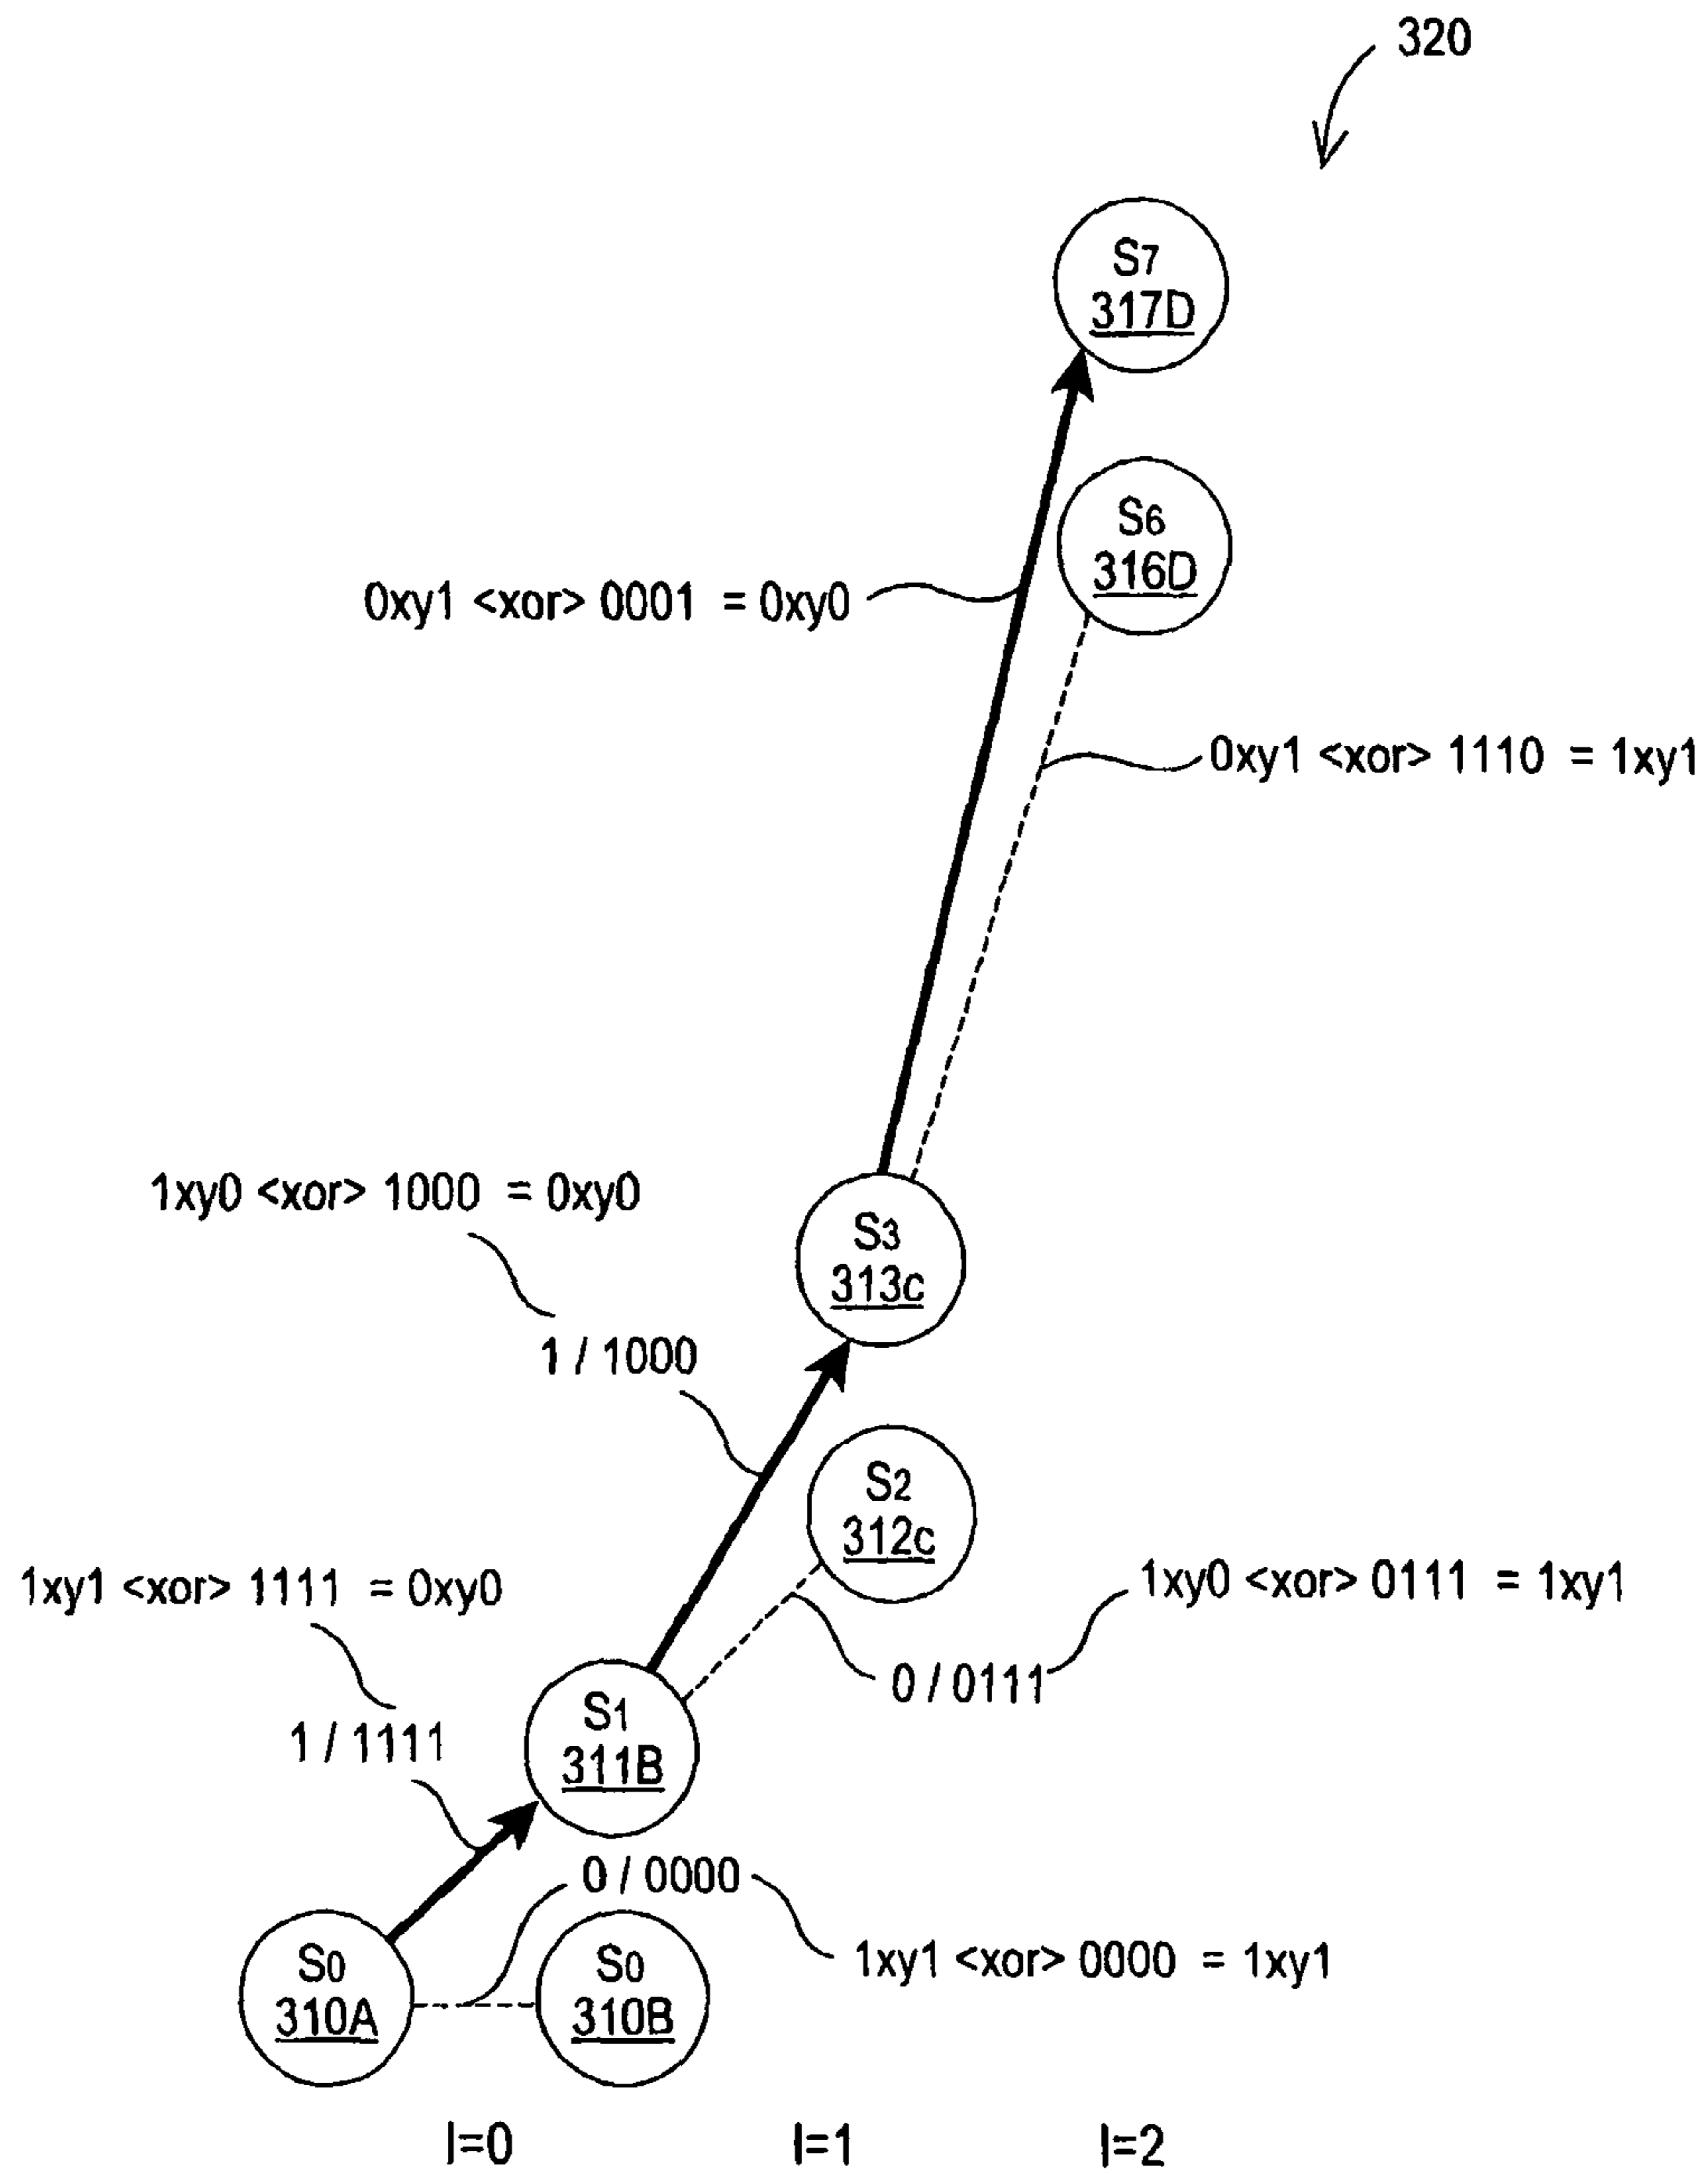 320
S7
317D
S6
316D
0xy1 <xor> 0001 = 0xy0
0xy1 <xor> 1110 = 1xy1
1xy0 <xor> 1000 = 0xy0
S3
313c
1 / 1000
S2
312c
1xy1 <xor> 1111 = 0xy0
1xy0 <xor> 0111 = 1xy1
0 / 0111
S1
311B
1 / 1111
0 / 0000
1xy1 <xor> 0000 = 1xy1
S0
310A
S0
310B
l=0 l=1 l=2